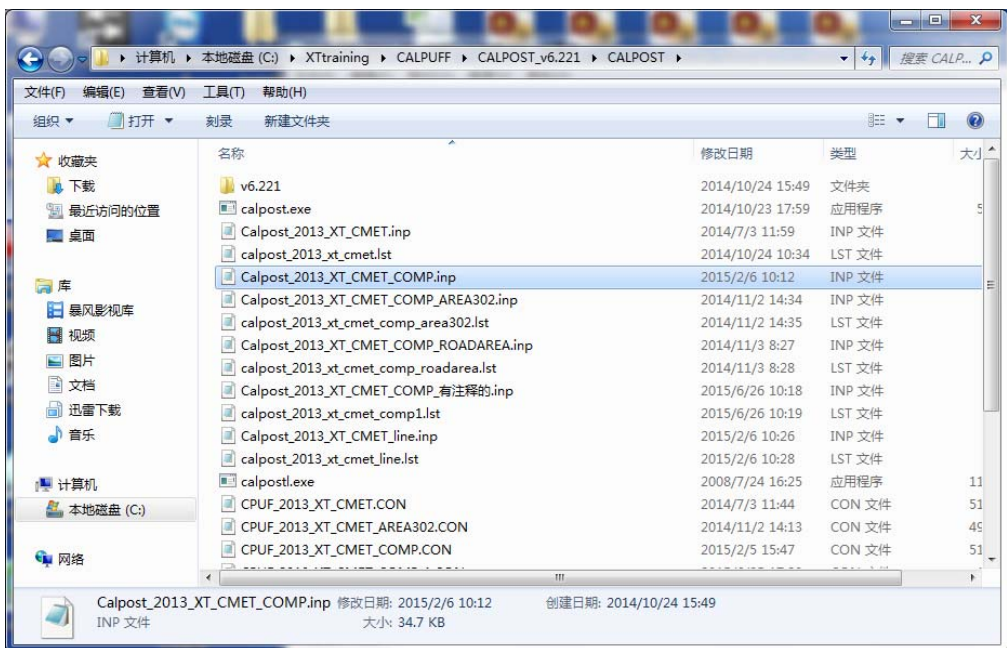 计算机 ▸ 本地磁盘 (C:) ▸ XTtraining ▸ CALPUFF ▸ CALPOST_v6.221 ▸ CALPOST ▸ 搜索 CALP...
文件(F) 编辑(E) 查看(V) 工具(T) 帮助(H)
组织 打开 刻录 新建文件夹
收藏夹
下载
最近访问的位置
桌面
库
暴风影视库
视频
图片
文档
迅雷下载
音乐
计算机
本地磁盘 (C:)
网络
名称 修改日期 类型 大小
v6.221 2014/10/24 15:49 文件夹
calpost.exe 2014/10/23 17:59 应用程序 5
Calpost_2013_XT_CMET.inp 2014/7/3 11:59 INP 文件
calpost_2013_xt_cmet.lst 2014/10/24 10:34 LST 文件
Calpost_2013_XT_CMET_COMP.inp 2015/2/6 10:12 INP 文件
Calpost_2013_XT_CMET_COMP_AREA302.inp 2014/11/2 14:34 INP 文件
calpost_2013_xt_cmet_comp_area302.lst 2014/11/2 14:35 LST 文件
Calpost_2013_XT_CMET_COMP_ROADAREA.inp 2014/11/3 8:27 INP 文件
calpost_2013_xt_cmet_comp_roadarea.lst 2014/11/3 8:28 LST 文件
Calpost_2013_XT_CMET_COMP_有注释的.inp 2015/6/26 10:18 INP 文件
calpost_2013_xt_cmet_comp1.lst 2015/6/26 10:19 LST 文件
Calpost_2013_XT_CMET_line.inp 2015/2/6 10:26 INP 文件
calpost_2013_xt_cmet_line.lst 2015/2/6 10:28 LST 文件
calpostl.exe 2008/7/24 16:25 应用程序 11
CPUF_2013_XT_CMET.CON 2014/7/3 11:44 CON 文件 51
CPUF_2013_XT_CMET_AREA302.CON 2014/11/2 14:13 CON 文件 49
CPUF_2013_XT_CMET_COMP.CON 2015/2/5 15:47 CON 文件 51
Calpost_2013_XT_CMET_COMP.inp 修改日期: 2015/2/6 10:12 创建日期: 2014/10/24 15:49
INP 文件 大小: 34.7 KB